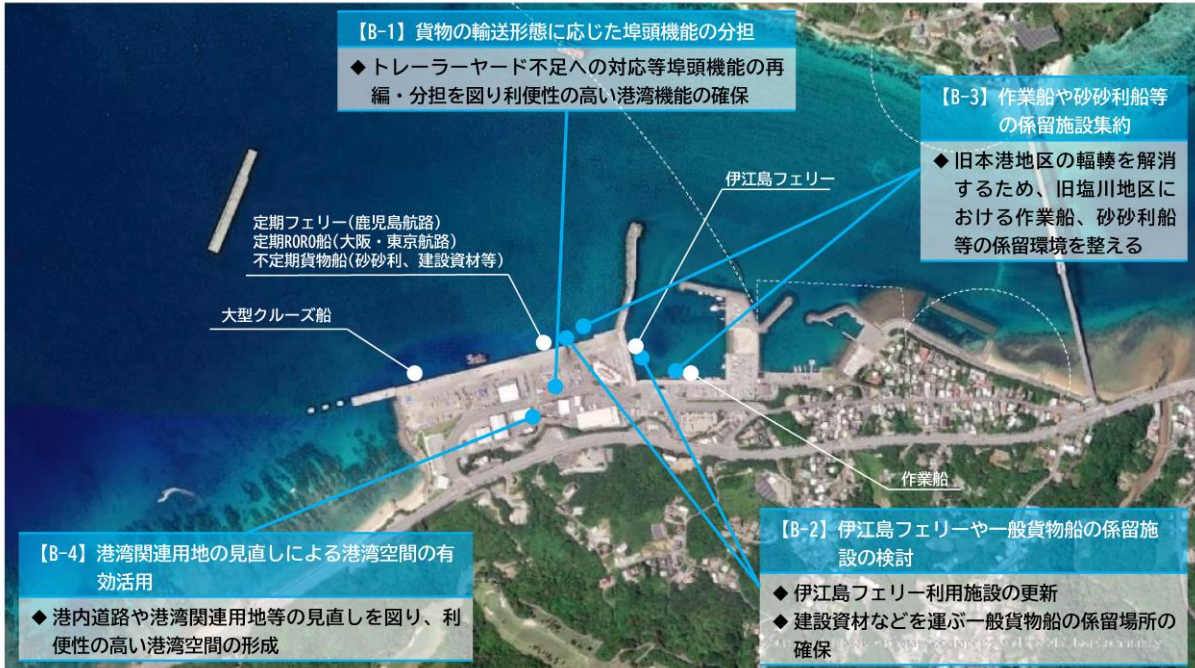 【B-1】貨物の輸送形態に応じた埠頭機能の分担
◆ トレーラーヤード不足への対応等埠頭機能の再
編・分担を図り利便性の高い港湾機能の確保
【B-3】作業船や砂砂利船等
の係留施設集約
◆ 旧本港地区の輻輳を解消
するため、旧塩川地区に
おける作業船、砂砂利船
等の係留環境を整える
伊江島フェリー
定期フェリー(鹿児島航路)
定期RORO船(大阪・東京航路)
不定期貨物船(砂砂利、建設資材等)
大型クルーズ船
作業船
【B-4】港湾関連用地の見直しによる港湾空間の有
効活用
◆ 港内道路や港湾関連用地等の見直しを図り、利
便性の高い港湾空間の形成
【B-2】伊江島フェリーや一般貨物船の係留施
設の検討
◆ 伊江島フェリー利用施設の更新
◆ 建設資材などを運ぶ一般貨物船の係留場所の
確保